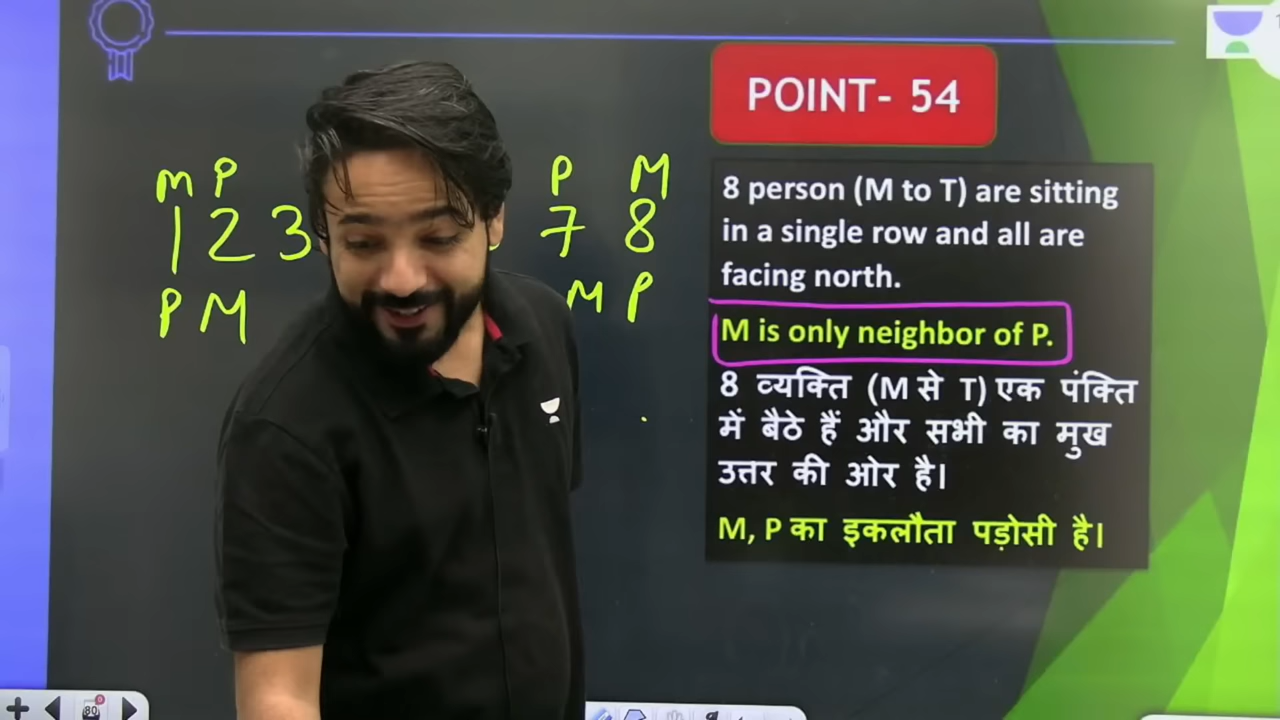 POINT- 54
m P P M
1 2 3 7 8
P M M P
8 person (M to T) are sitting
in a single row and all are
facing north.
M is only neighbor of P.
8 व्यक्ति (M से T) एक पंक्ति
में बैठे हैं और सभी का मुख
उत्तर की ओर है।
M, P का इकलौता पड़ोसी है।
80